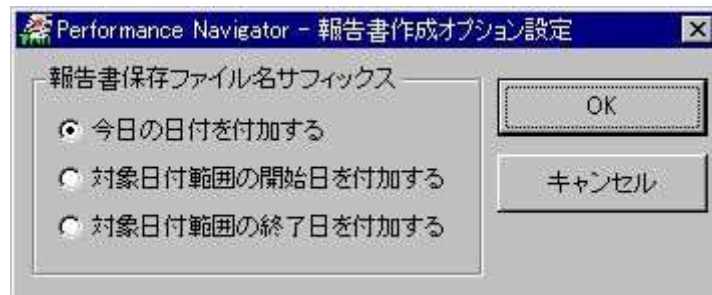 Performance Navigator - 報告書作成オプション設定
報告書保存ファイル名サフィックス
今日の日付を付加する
対象日付範囲の開始日を付加する
対象日付範囲の終了日を付加する
OK
キャンセル